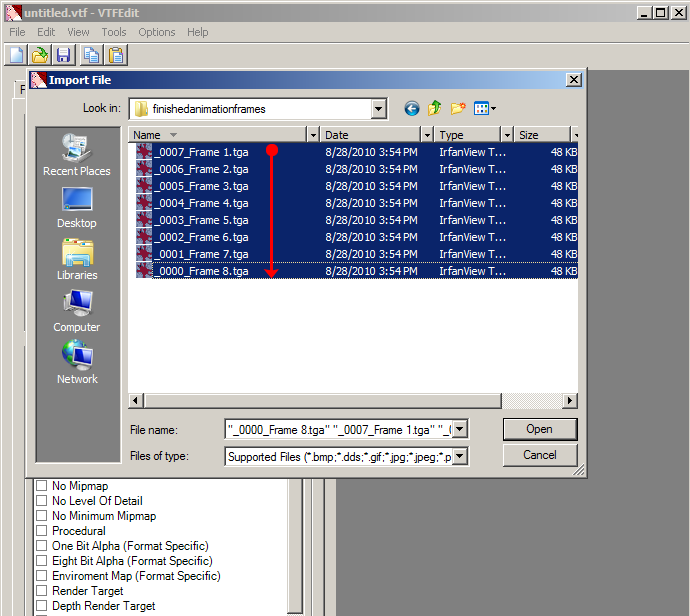 untitled.vtf - VTFEdit
File Edit View Tools Options Help
Import File
Look in: finishedanimationframes
Name Date Type Size
_0007_Frame 1.tga 8/28/2010 3:54 PM IrfanView T... 48 KB
_0006_Frame 2.tga 8/28/2010 3:54 PM IrfanView T... 48 KB
_0005_Frame 3.tga 8/28/2010 3:54 PM IrfanView T... 48 KB
_0004_Frame 4.tga 8/28/2010 3:54 PM IrfanView T... 48 KB
_0003_Frame 5.tga 8/28/2010 3:54 PM IrfanView T... 48 KB
_0002_Frame 6.tga 8/28/2010 3:54 PM IrfanView T... 48 KB
_0001_Frame 7.tga 8/28/2010 3:54 PM IrfanView T... 48 KB
_0000_Frame 8.tga 8/28/2010 3:54 PM IrfanView T... 48 KB
Recent Places
Desktop
Libraries
Computer
Network
File name: "_0000_Frame 8.tga" "_0007_Frame 1.tga" "_ Open
Files of type: Supported Files (*.bmp;*.dds;*.gif;*.jpg;*.jpeg;*.p Cancel
No Mipmap
No Level Of Detail
No Minimum Mipmap
Procedural
One Bit Alpha (Format Specific)
Eight Bit Alpha (Format Specific)
Enviroment Map (Format Specific)
Render Target
Depth Render Target